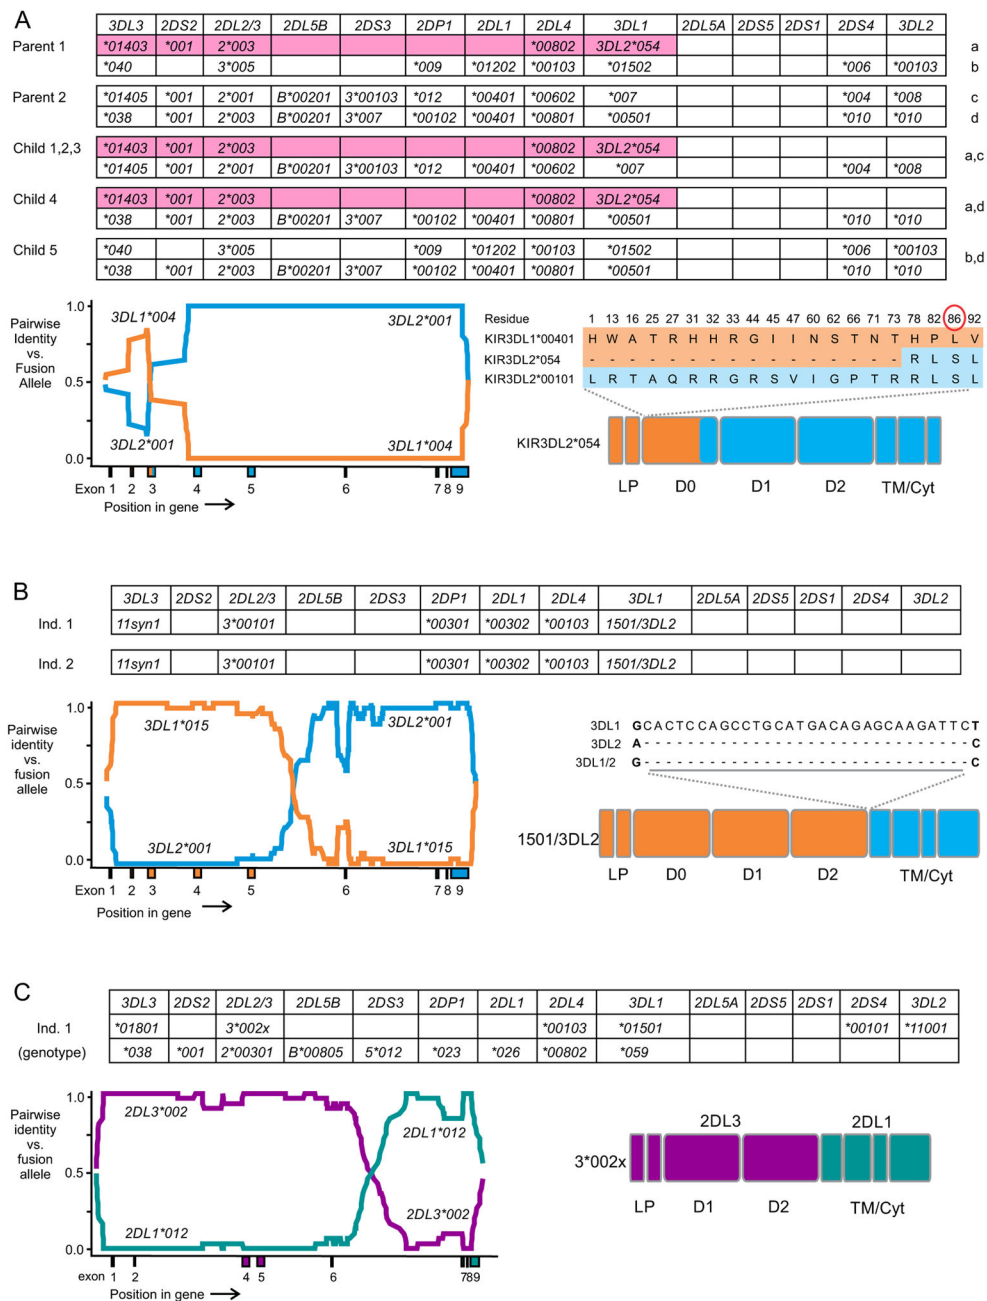 A
3DL3 2DS2 2DL2/3 2DL5B 2DS3 2DP1 2DL1 2DL4 3DL1 2DL5A 2DS5 2DS1 2DS4 3DL2
Parent 1 *01403 *001 2*003 *00802 3DL2*054 a
*040 3*005 *009 *01202 *00103 *01502 *006 *00103 b
Parent 2 *01405 *001 2*001 B*00201 3*00103 *012 *00401 *00602 *007 *004 *008 c
*038 *001 2*003 B*00201 3*007 *00102 *00401 *00801 *00501 *010 *010 d
Child 1,2,3 *01403 *001 2*003 *00802 3DL2*054 a,c
*01405 *001 2*001 B*00201 3*00103 *012 *00401 *00602 *007 *004 *008
Child 4 *01403 *001 2*003 *00802 3DL2*054 a,d
*038 *001 2*003 B*00201 3*007 *00102 *00401 *00801 *00501 *010 *010
Child 5 *040 3*005 *009 *01202 *00103 *01502 *006 *00103 b,d
*038 *001 2*003 B*00201 3*007 *00102 *00401 *00801 *00501 *010 *010
Pairwise Identity vs. Fusion Allele
1.0
0.5
0.0
3DL1*004
3DL2*001
3DL2*001
3DL1*004
Exon 1 2 3 4 5 6 7 8 9
Position in gene
Residue 1 13 16 25 27 31 32 33 44 45 47 60 62 66 71 73 78 82 86 92
KIR3DL1*00401 H W A T R H H R G I I N S T N T H P L V
KIR3DL2*054 - - - - - - - - - - - - - - - - R L S L
KIR3DL2*00101 L R T A Q R R G R S V I G P T R R L S L
KIR3DL2*054
LP D0 D1 D2 TM/Cyt
B
3DL3 2DS2 2DL2/3 2DL5B 2DS3 2DP1 2DL1 2DL4 3DL1 2DL5A 2DS5 2DS1 2DS4 3DL2
Ind. 1 11syn1 3*00101 *00301 *00302 *00103 1501/3DL2
Ind. 2 11syn1 3*00101 *00301 *00302 *00103 1501/3DL2
Pairwise identity vs. fusion allele
1.0
0.5
0.0
3DL1*015
3DL2*001
3DL2*001
3DL1*015
Exon 1 2 3 4 5 6 7 8 9
Position in gene
3DL1 GCACTCCAGCCTGCATGACAGAGCAAGATTCT
3DL2 A - - - - - - - - - - - - - - - - - - - - - - - - - - - - - - C
3DL1/2 G - - - - - - - - - - - - - - - - - - - - - - - - - - - - - - C
1501/3DL2
LP D0 D1 D2 TM/Cyt
C
3DL3 2DS2 2DL2/3 2DL5B 2DS3 2DP1 2DL1 2DL4 3DL1 2DL5A 2DS5 2DS1 2DS4 3DL2
Ind. 1 *01801 3*002x *00103 *01501 *00101 *11001
(genotype) *038 *001 2*00301 B*00805 5*012 *023 *026 *00802 *059
Pairwise identity vs. fusion allele
1.0
0.5
0.0
2DL3*002
2DL1*012
2DL1*012
2DL3*002
exon 1 2 4 5 6 7 8 9
Position in gene
2DL3 2DL1
3*002x
LP D1 D2 TM/Cyt